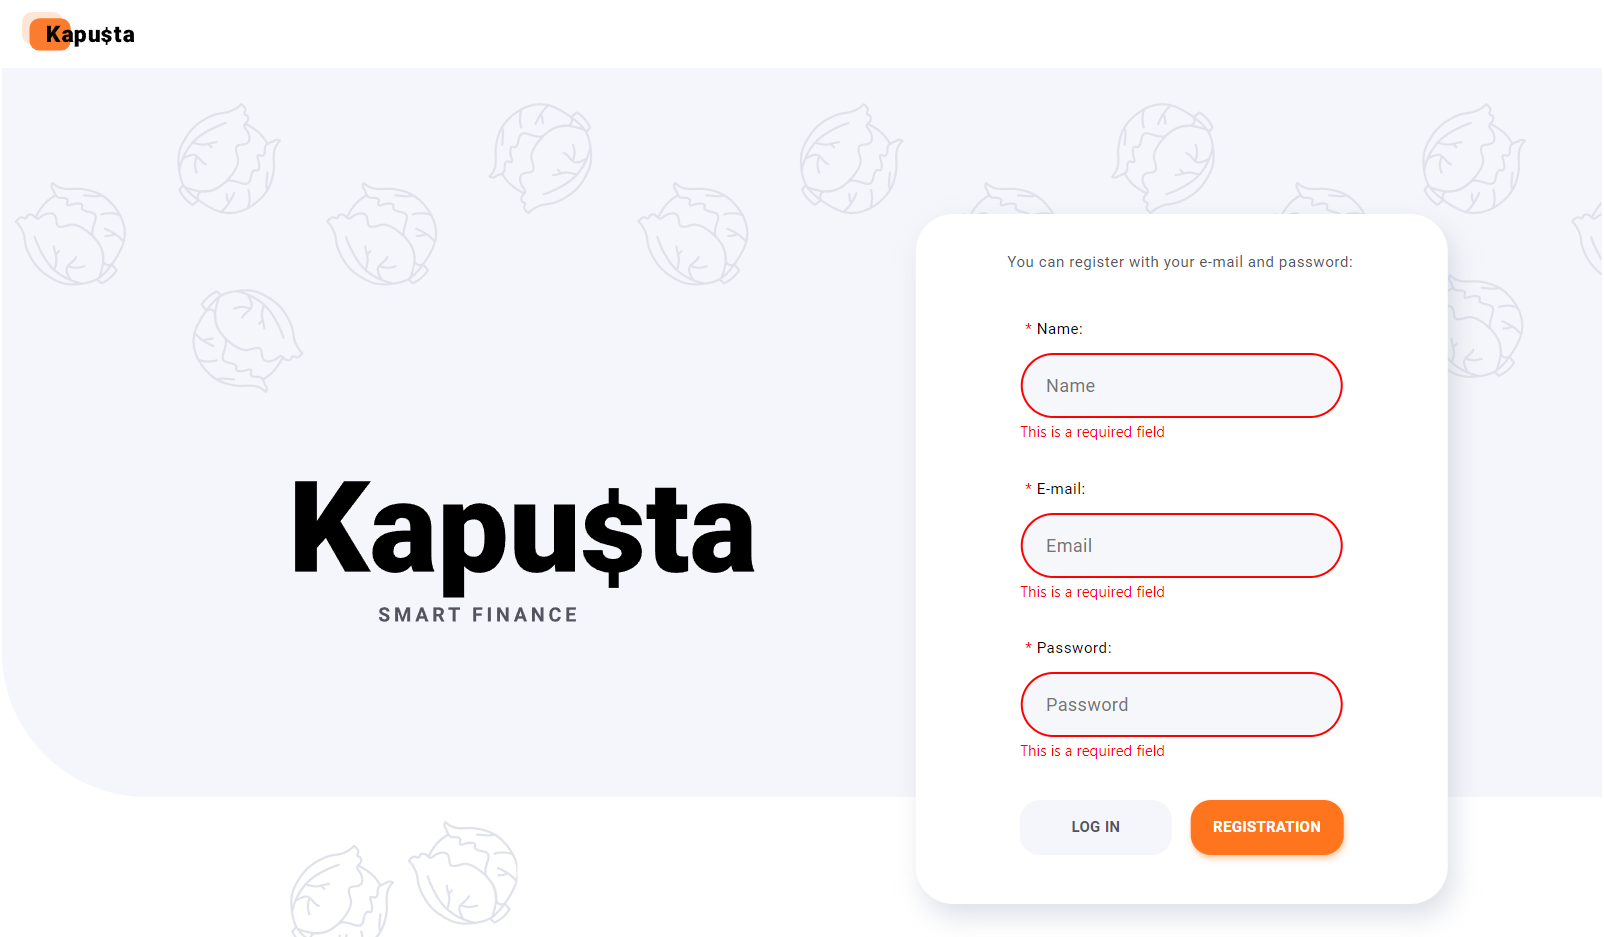 Kapu$ta
You can register with your e-mail and password:
* Name:
Name
This is a required field
* E-mail:
Email
This is a required field
Kapu$ta
SMART FINANCE
* Password:
Password
This is a required field
LOG IN
REGISTRATION